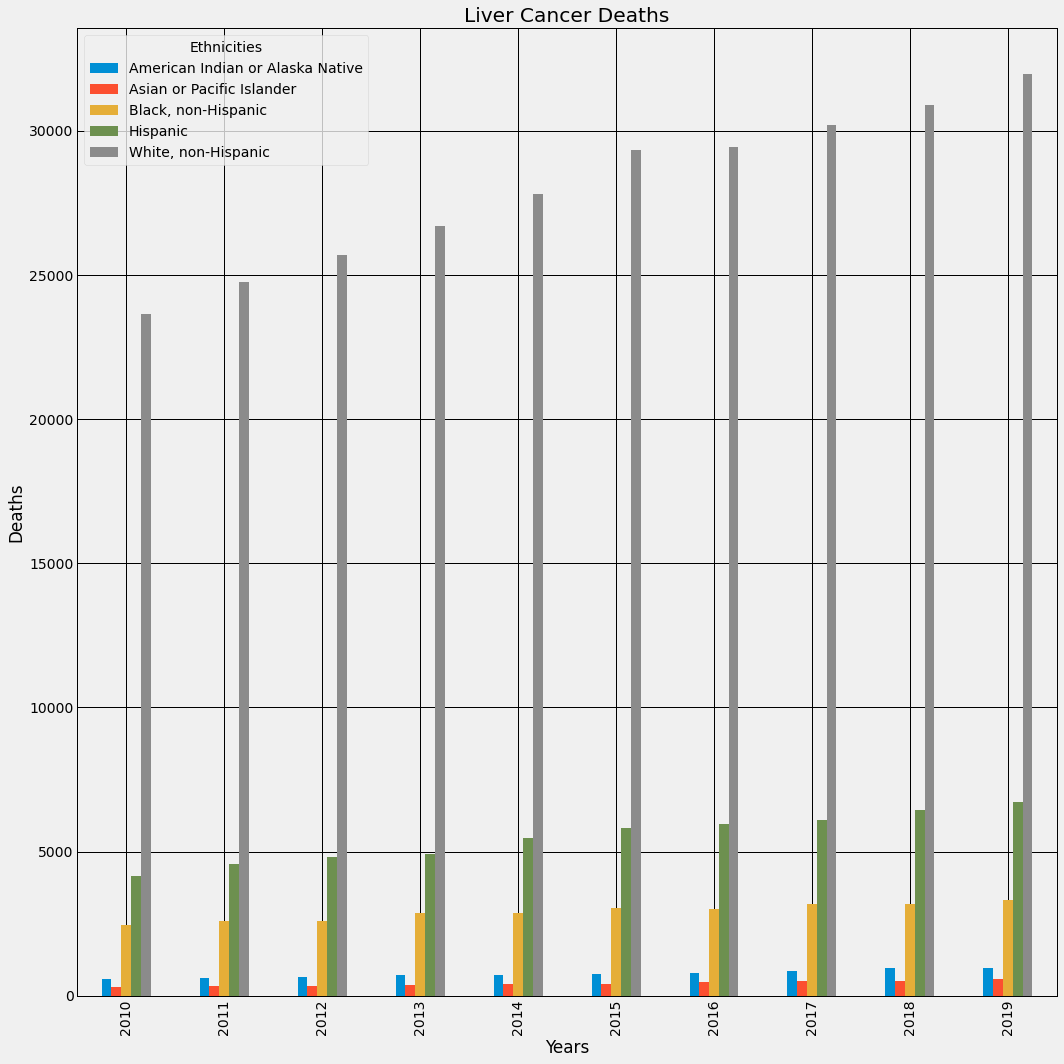 Liver Cancer Deaths
Ethnicities
American Indian or Alaska Native
Asian or Pacific Islander
Black, non-Hispanic
Hispanic
White, non-Hispanic
Deaths
30000
25000
20000
15000
10000
5000
0
2010
2011
2012
2013
2014
2015
2016
2017
2018
2019
Years